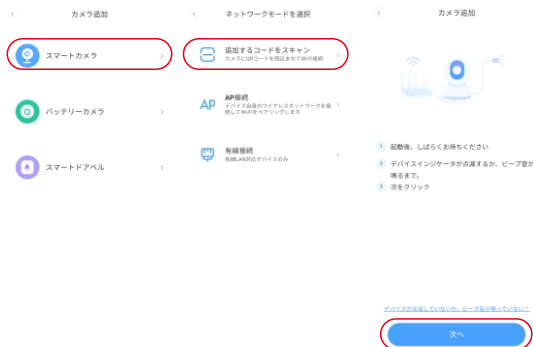 カメラ追加
スマートカメラ
バッテリーカメラ
スマートドアベル
ネットワークモードを選択
追加するコードをスキャン
カメラにQRコードを読込ませてWi-Fi接続
AP接続
デバイス自身のワイヤレスネットワークを接
続してWi-Fiをペアリングします
有線接続
有線LAN対応デバイスのみ
カメラ追加
1 起動後、しばらくお待ちください
2 デバイスインジケータが点滅するか、ビープ音が
鳴るまで。
3 次をクリック
デバイスが点滅していないか、ビープ音が鳴っていない？
次へ